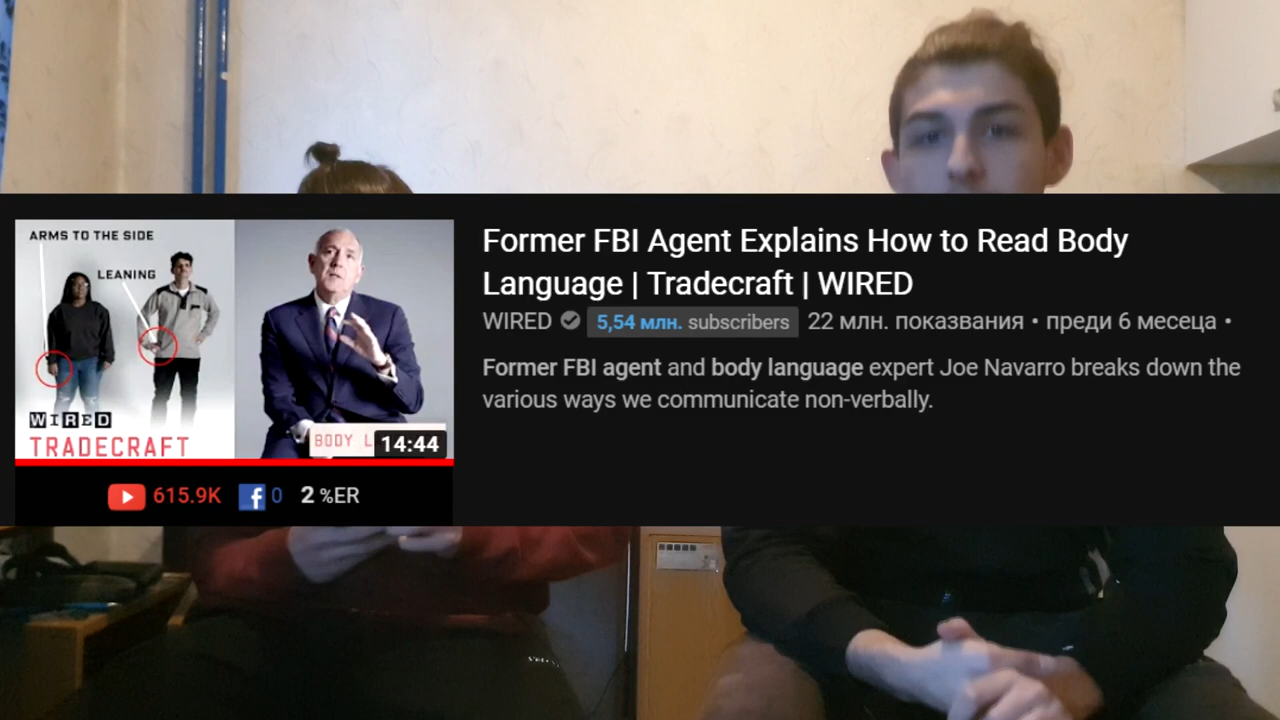 ARMS TO THE SIDE
LEANING
WIRED
TRADECRAFT
BODY L
14:44
615.9K 0 2 %ER
Former FBI Agent Explains How to Read Body
Language | Tradecraft | WIRED
WIRED 5,54 млн. subscribers 22 млн. показвания • преди 6 месеца •
Former FBI agent and body language expert Joe Navarro breaks down the
various ways we communicate non-verbally.